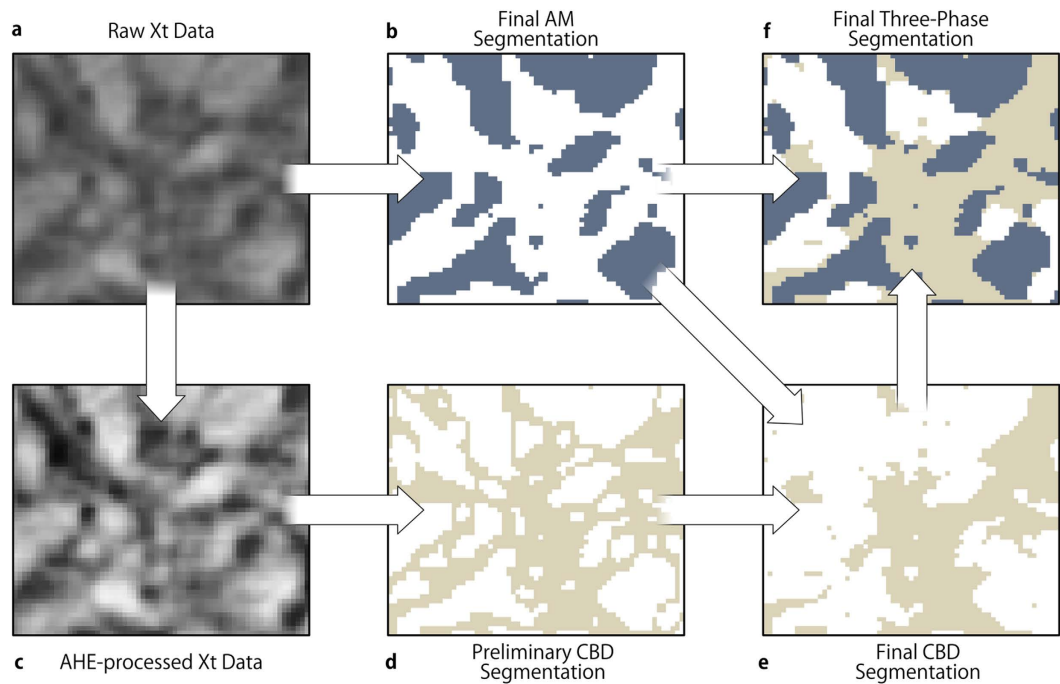 a
Raw Xt Data
b
Final AM
Segmentation
f
Final Three-Phase
Segmentation
c
AHE-processed Xt Data
d
Preliminary CBD
Segmentation
e
Final CBD
Segmentation